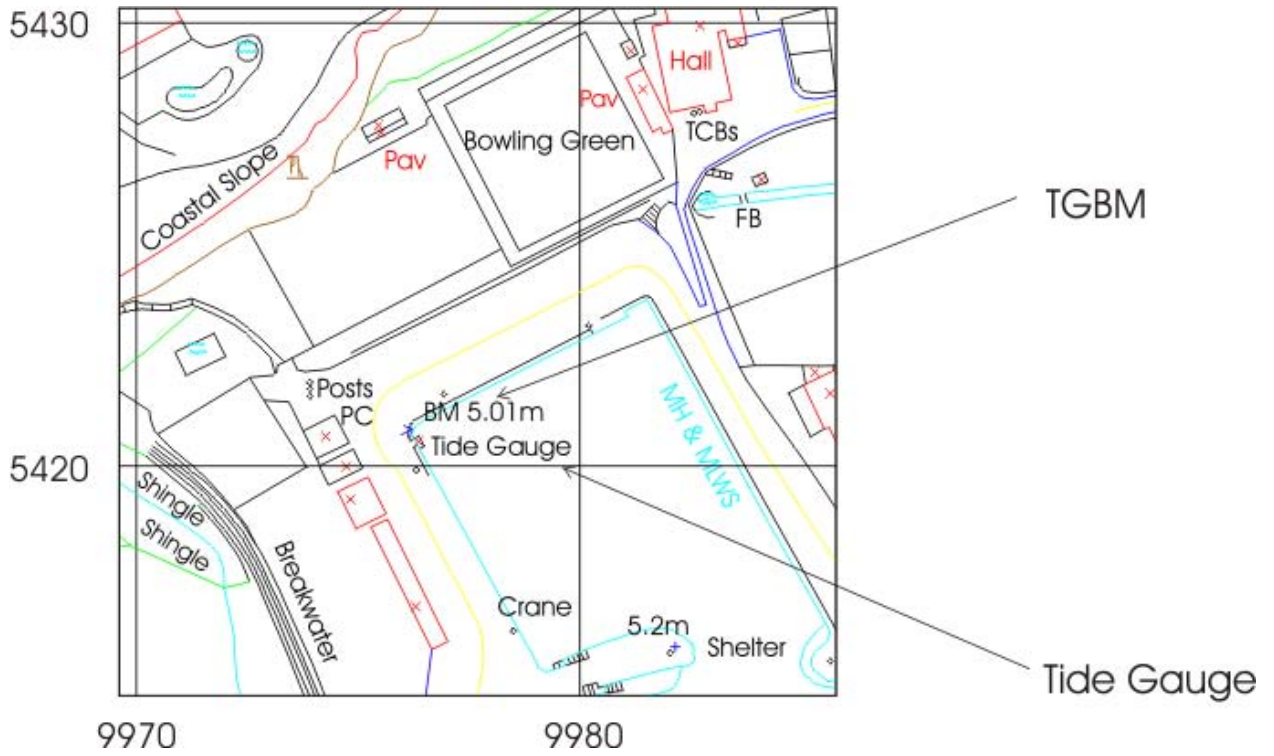 5430
Hall
Pav
Bowling Green
TCBs
Pav
Coastal Slope
FB
TGBM
Posts
PC
BM 5.01m
Tide Gauge
MH & MLWS
5420
Shingle
Shingle
Breakwater
Crane
5.2m
Shelter
Tide Gauge
9970
9980